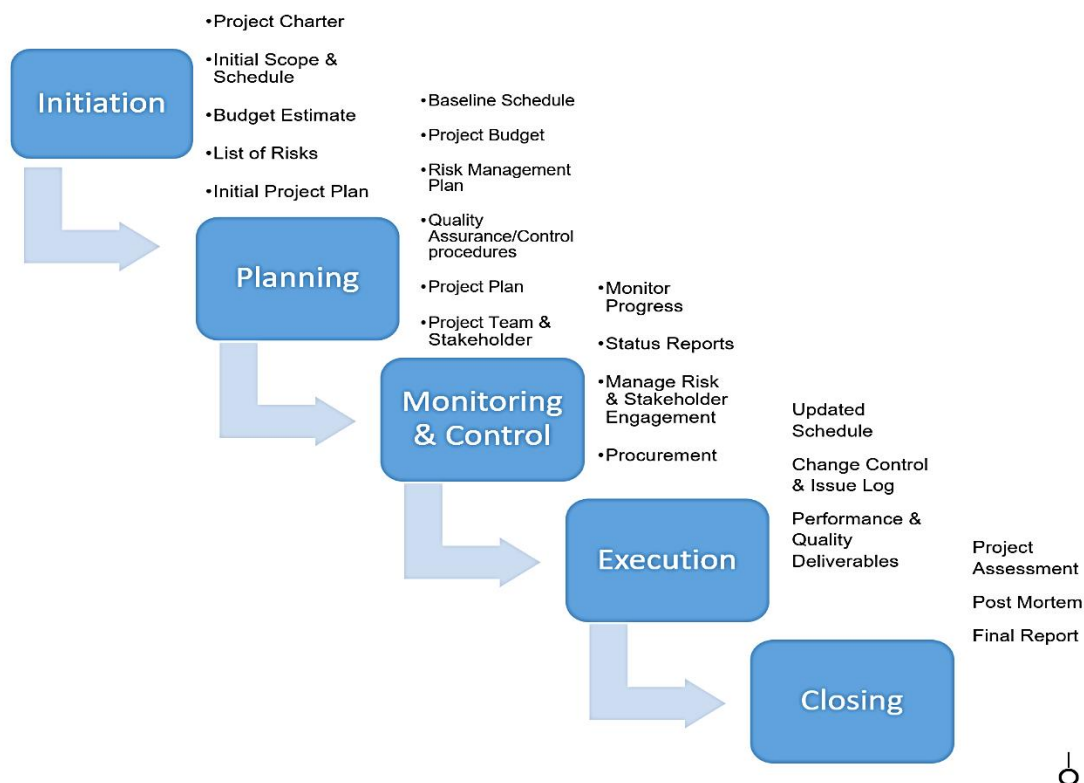 Initiation
•Project Charter
•Initial Scope &
Schedule
•Budget Estimate
•List of Risks
•Initial Project Plan
Planning
•Baseline Schedule
•Project Budget
•Risk Management
Plan
•Quality
Assurance/Control
procedures
•Project Plan
•Project Team &
Stakeholder
Monitoring
& Control
•Monitor
Progress
•Status Reports
•Manage Risk
& Stakeholder
Engagement
•Procurement
Execution
Updated
Schedule
Change Control
& Issue Log
Performance &
Quality
Deliverables
Closing
Project
Assessment
Post Mortem
Final Report